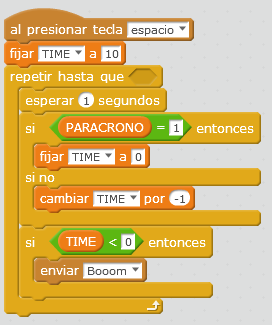 al presionar tecla espacio
fijar TIME a 10
repetir hasta que
esperar 1 segundos
si PARACRONO = 1 entonces
fijar TIME a 0
si no
cambiar TIME por -1
si TIME < 0 entonces
enviar Booom